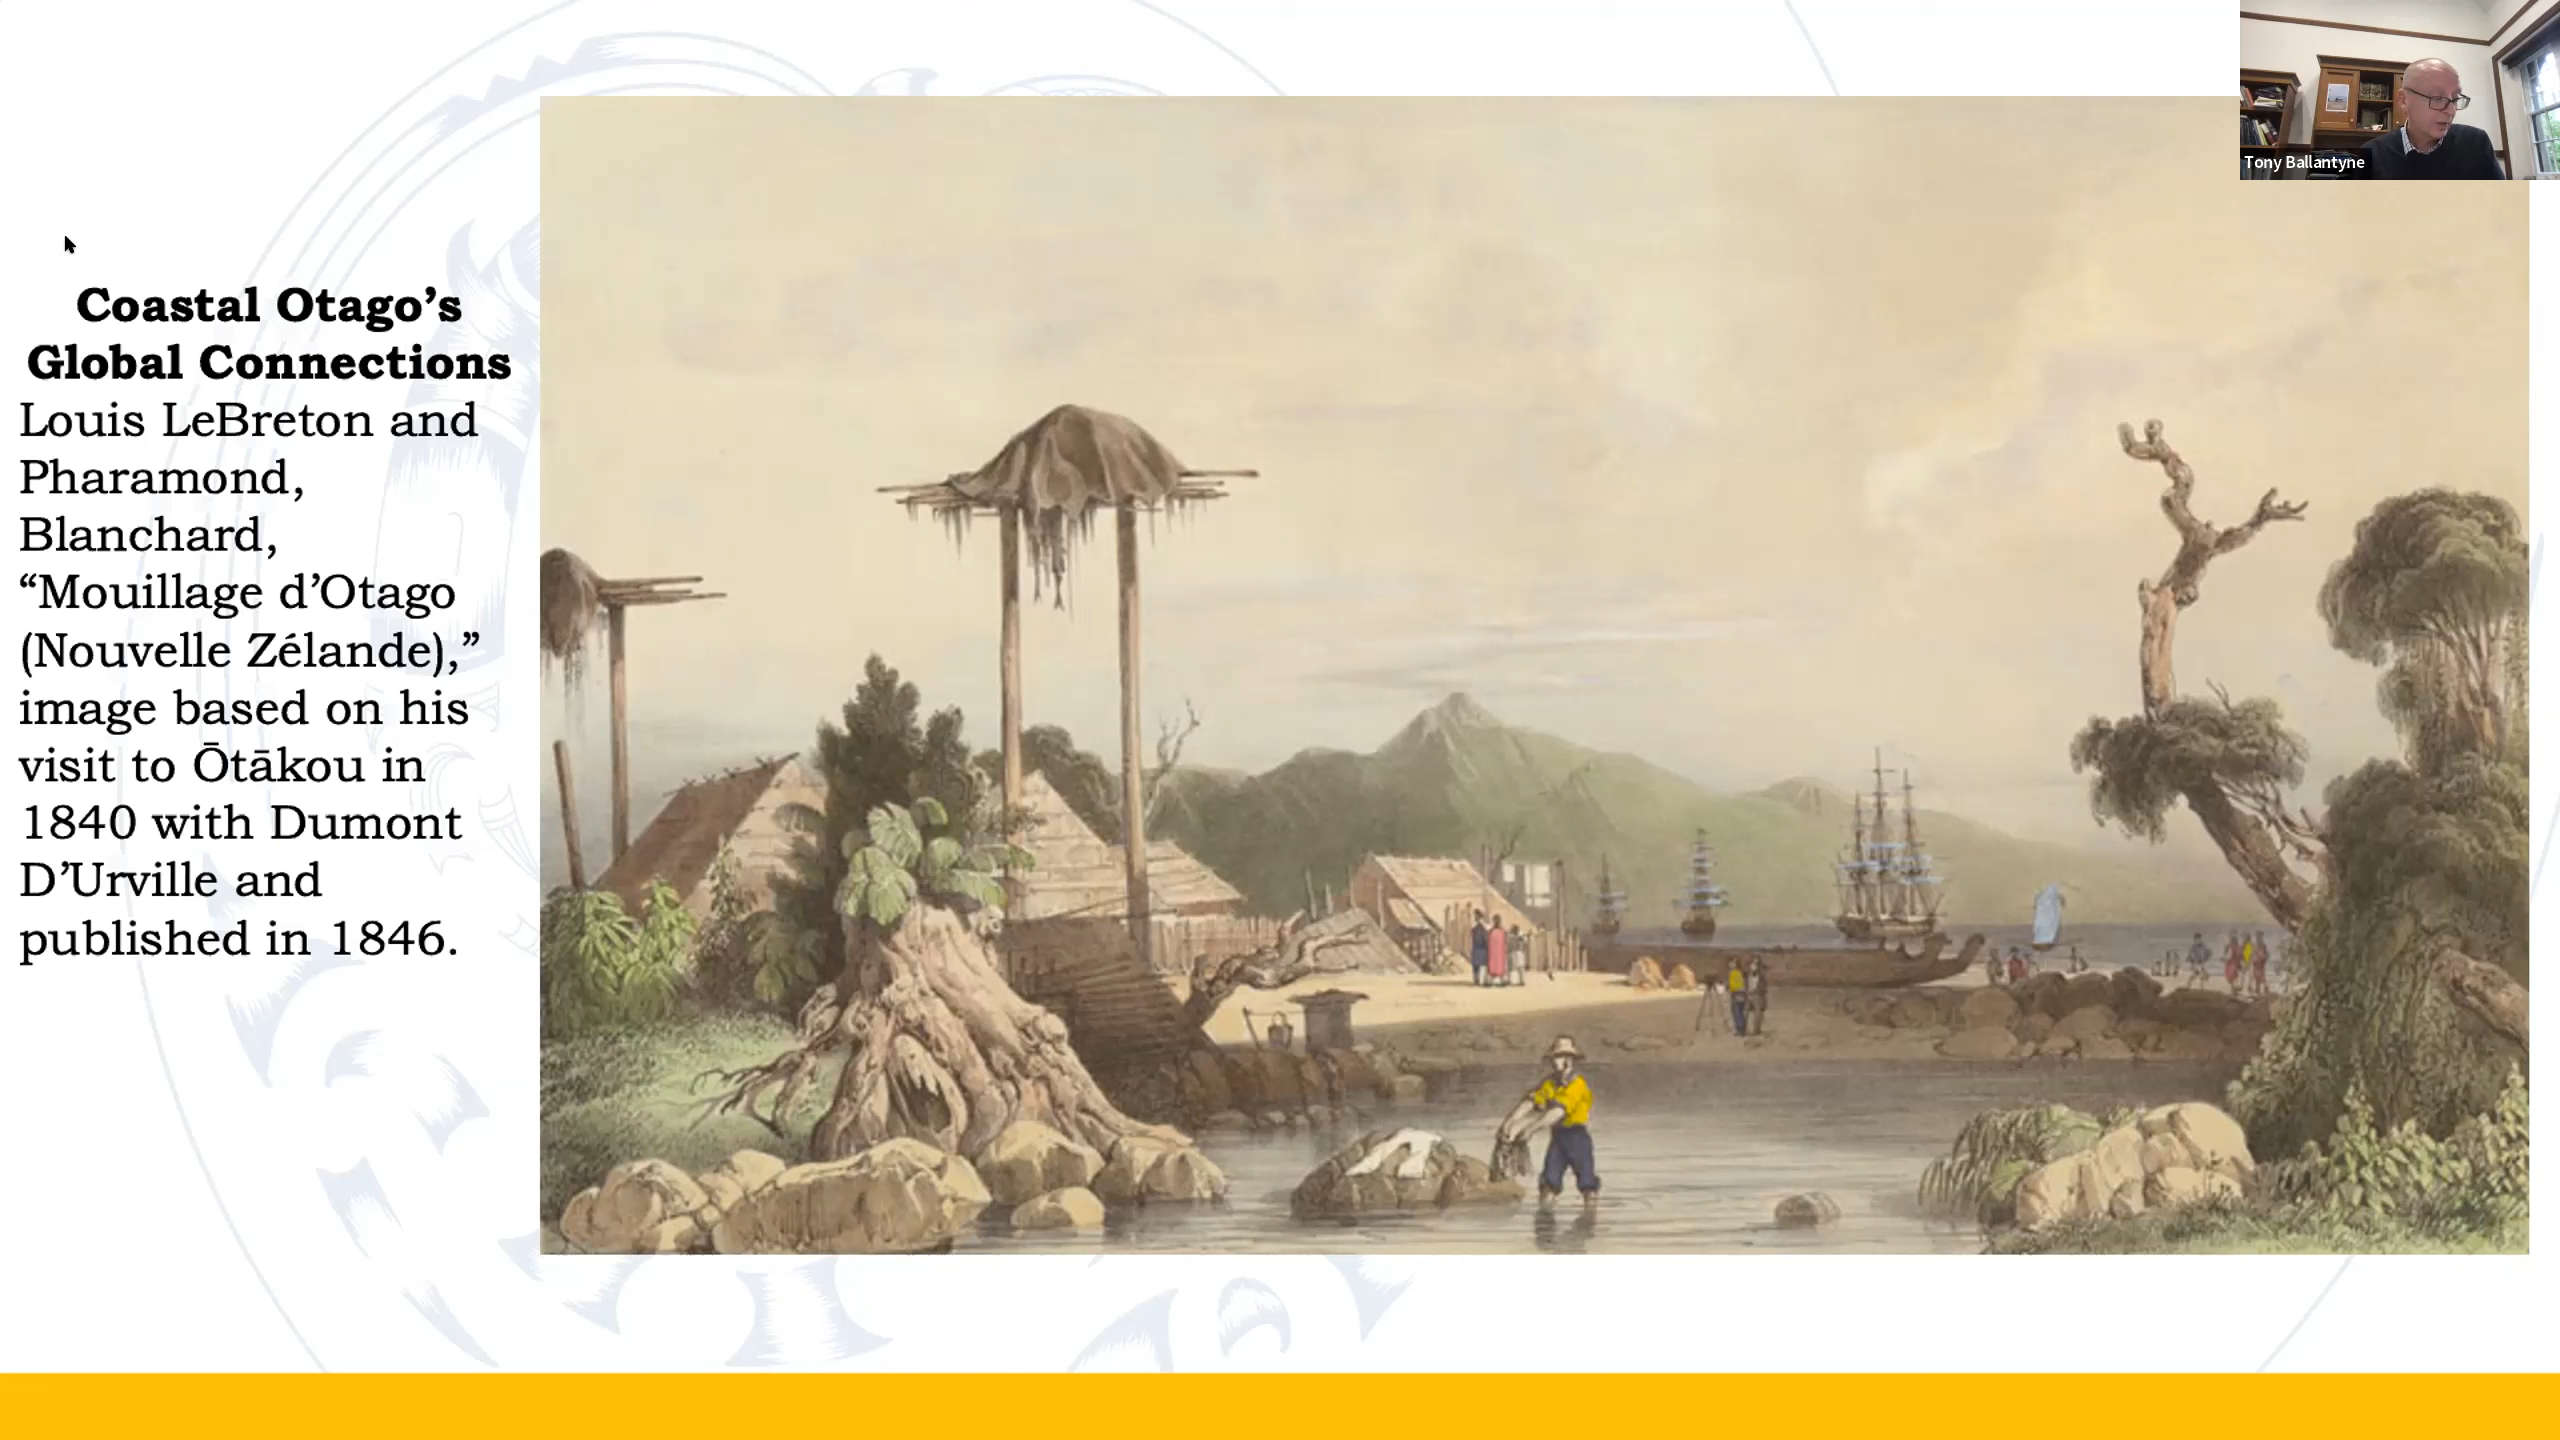 Coastal Otago’s
Global Connections
Louis LeBreton and
Pharamond,
Blanchard,
“Mouillage d’Otago
(Nouvelle Zélande),”
image based on his
visit to Ōtākou in
1840 with Dumont
D’Urville and
published in 1846.
Tony Ballantyne